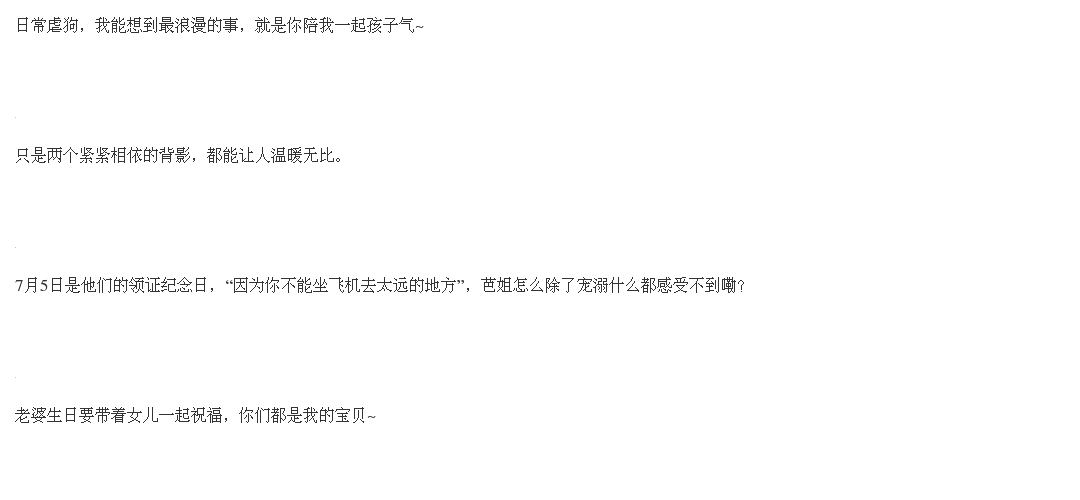 日常虐狗，我能想到最浪漫的事，就是你陪我一起孩子气~
只是两个紧紧相依的背影，都能让人温暖无比。
7月5日是他们的领证纪念日，“因为你不能坐飞机去太远的地方”，芭姐怎么除了宠溺什么都感受不到嘞？
老婆生日要带着女儿一起祝福，你们都是我的宝贝~